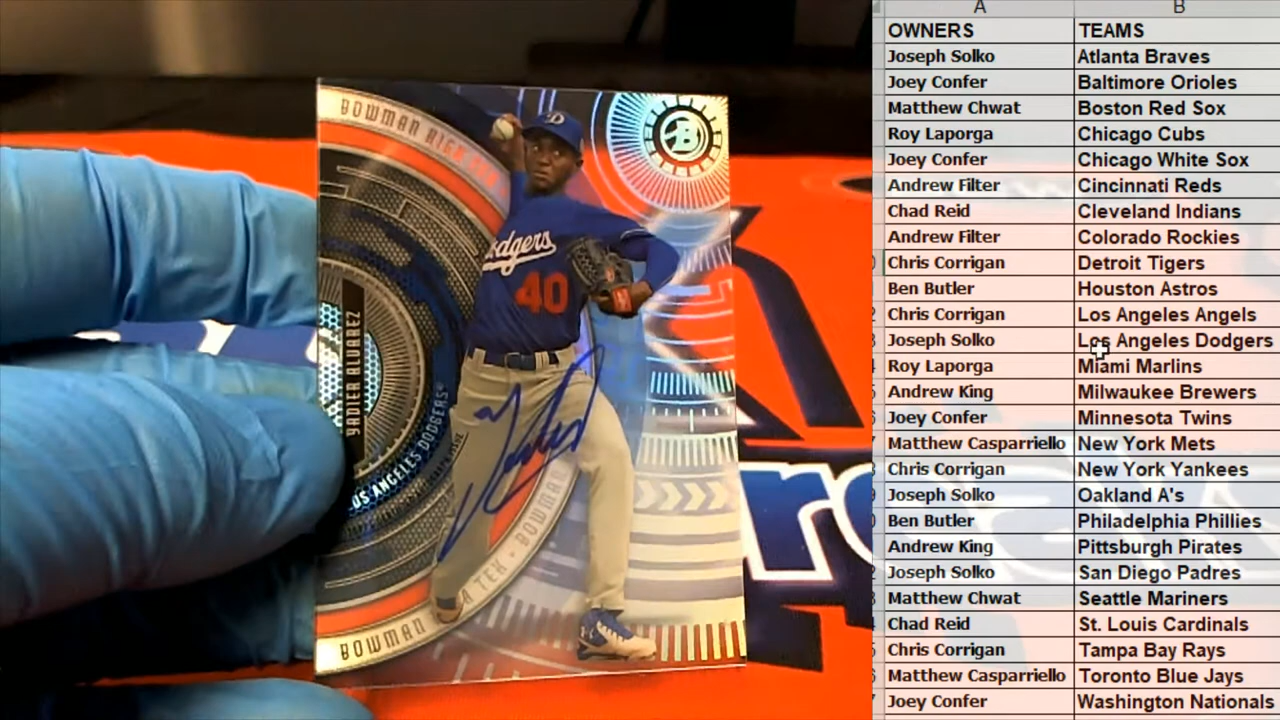 BOWMAN HIGH TEK
B
Dodgers
40
YADIER ALVAREZ
LOS ANGELES DODGERS®
BOWMAN
BOWMAN
A B
OWNERS TEAMS
Joseph Solko Atlanta Braves
Joey Confer Baltimore Orioles
Matthew Chwat Boston Red Sox
Roy Laporga Chicago Cubs
Joey Confer Chicago White Sox
Andrew Filter Cincinnati Reds
Chad Reid Cleveland Indians
Andrew Filter Colorado Rockies
Chris Corrigan Detroit Tigers
Ben Butler Houston Astros
Chris Corrigan Los Angeles Angels
Joseph Solko Los Angeles Dodgers
Roy Laporga Miami Marlins
Andrew King Milwaukee Brewers
Joey Confer Minnesota Twins
Matthew Casparriello New York Mets
Chris Corrigan New York Yankees
Joseph Solko Oakland A's
Ben Butler Philadelphia Phillies
Andrew King Pittsburgh Pirates
Joseph Solko San Diego Padres
Matthew Chwat Seattle Mariners
Chad Reid St. Louis Cardinals
Chris Corrigan Tampa Bay Rays
Matthew Casparriello Toronto Blue Jays
Joey Confer Washington Nationals